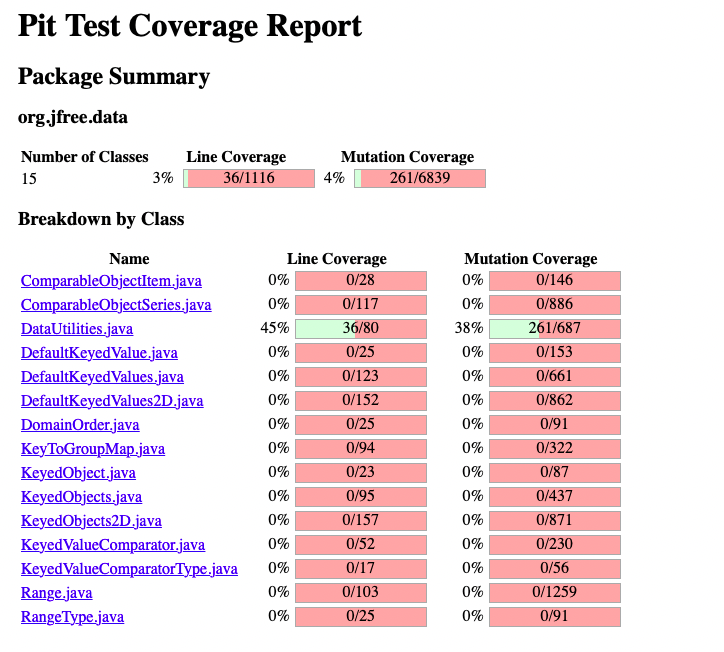 Pit Test Coverage Report
Package Summary
org.jfree.data
Number of Classes Line Coverage Mutation Coverage
15 3% 36/1116 4% 261/6839
Breakdown by Class
Name Line Coverage Mutation Coverage
ComparableObjectItem.java 0% 0/28 0% 0/146
ComparableObjectSeries.java 0% 0/117 0% 0/886
DataUtilities.java 45% 36/80 38% 261/687
DefaultKeyedValue.java 0% 0/25 0% 0/153
DefaultKeyedValues.java 0% 0/123 0% 0/661
DefaultKeyedValues2D.java 0% 0/152 0% 0/862
DomainOrder.java 0% 0/25 0% 0/91
KeyToGroupMap.java 0% 0/94 0% 0/322
KeyedObject.java 0% 0/23 0% 0/87
KeyedObjects.java 0% 0/95 0% 0/437
KeyedObjects2D.java 0% 0/157 0% 0/871
KeyedValueComparator.java 0% 0/52 0% 0/230
KeyedValueComparatorType.java 0% 0/17 0% 0/56
Range.java 0% 0/103 0% 0/1259
RangeType.java 0% 0/25 0% 0/91